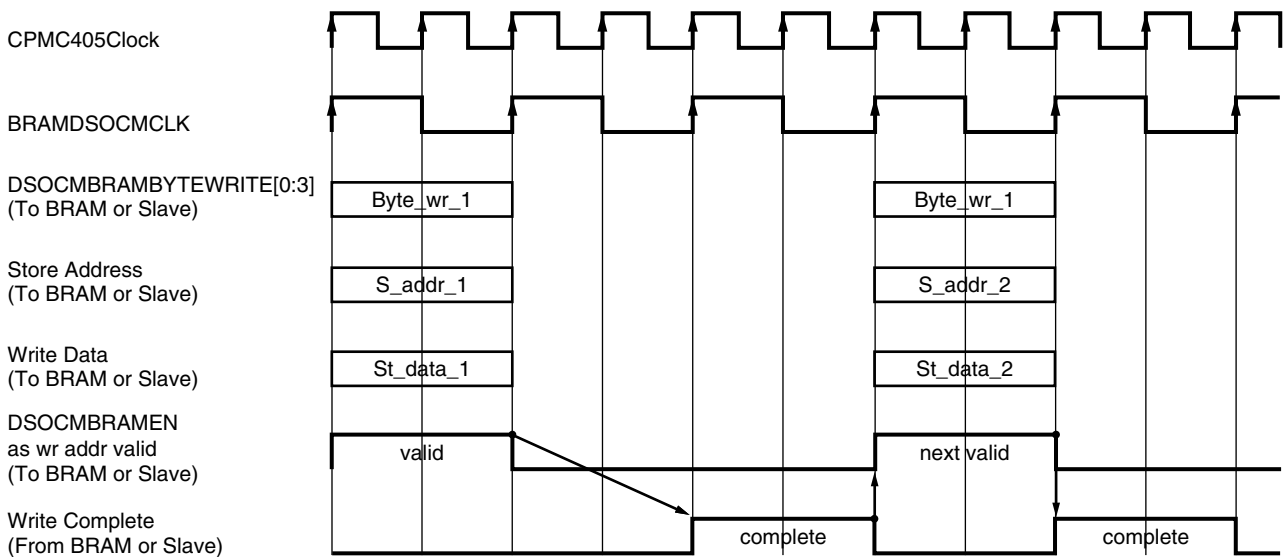 CPMC405Clock
BRAMDSOCMCLK
DSOCMBRAMBYTEWRITE[0:3]
(To BRAM or Slave)
Byte_wr_1
Byte_wr_1
Store Address
(To BRAM or Slave)
S_addr_1
S_addr_2
Write Data
(To BRAM or Slave)
St_data_1
St_data_2
DSOCMBRAMEN
as wr addr valid
(To BRAM or Slave)
valid
next valid
Write Complete
(From BRAM or Slave)
complete
complete